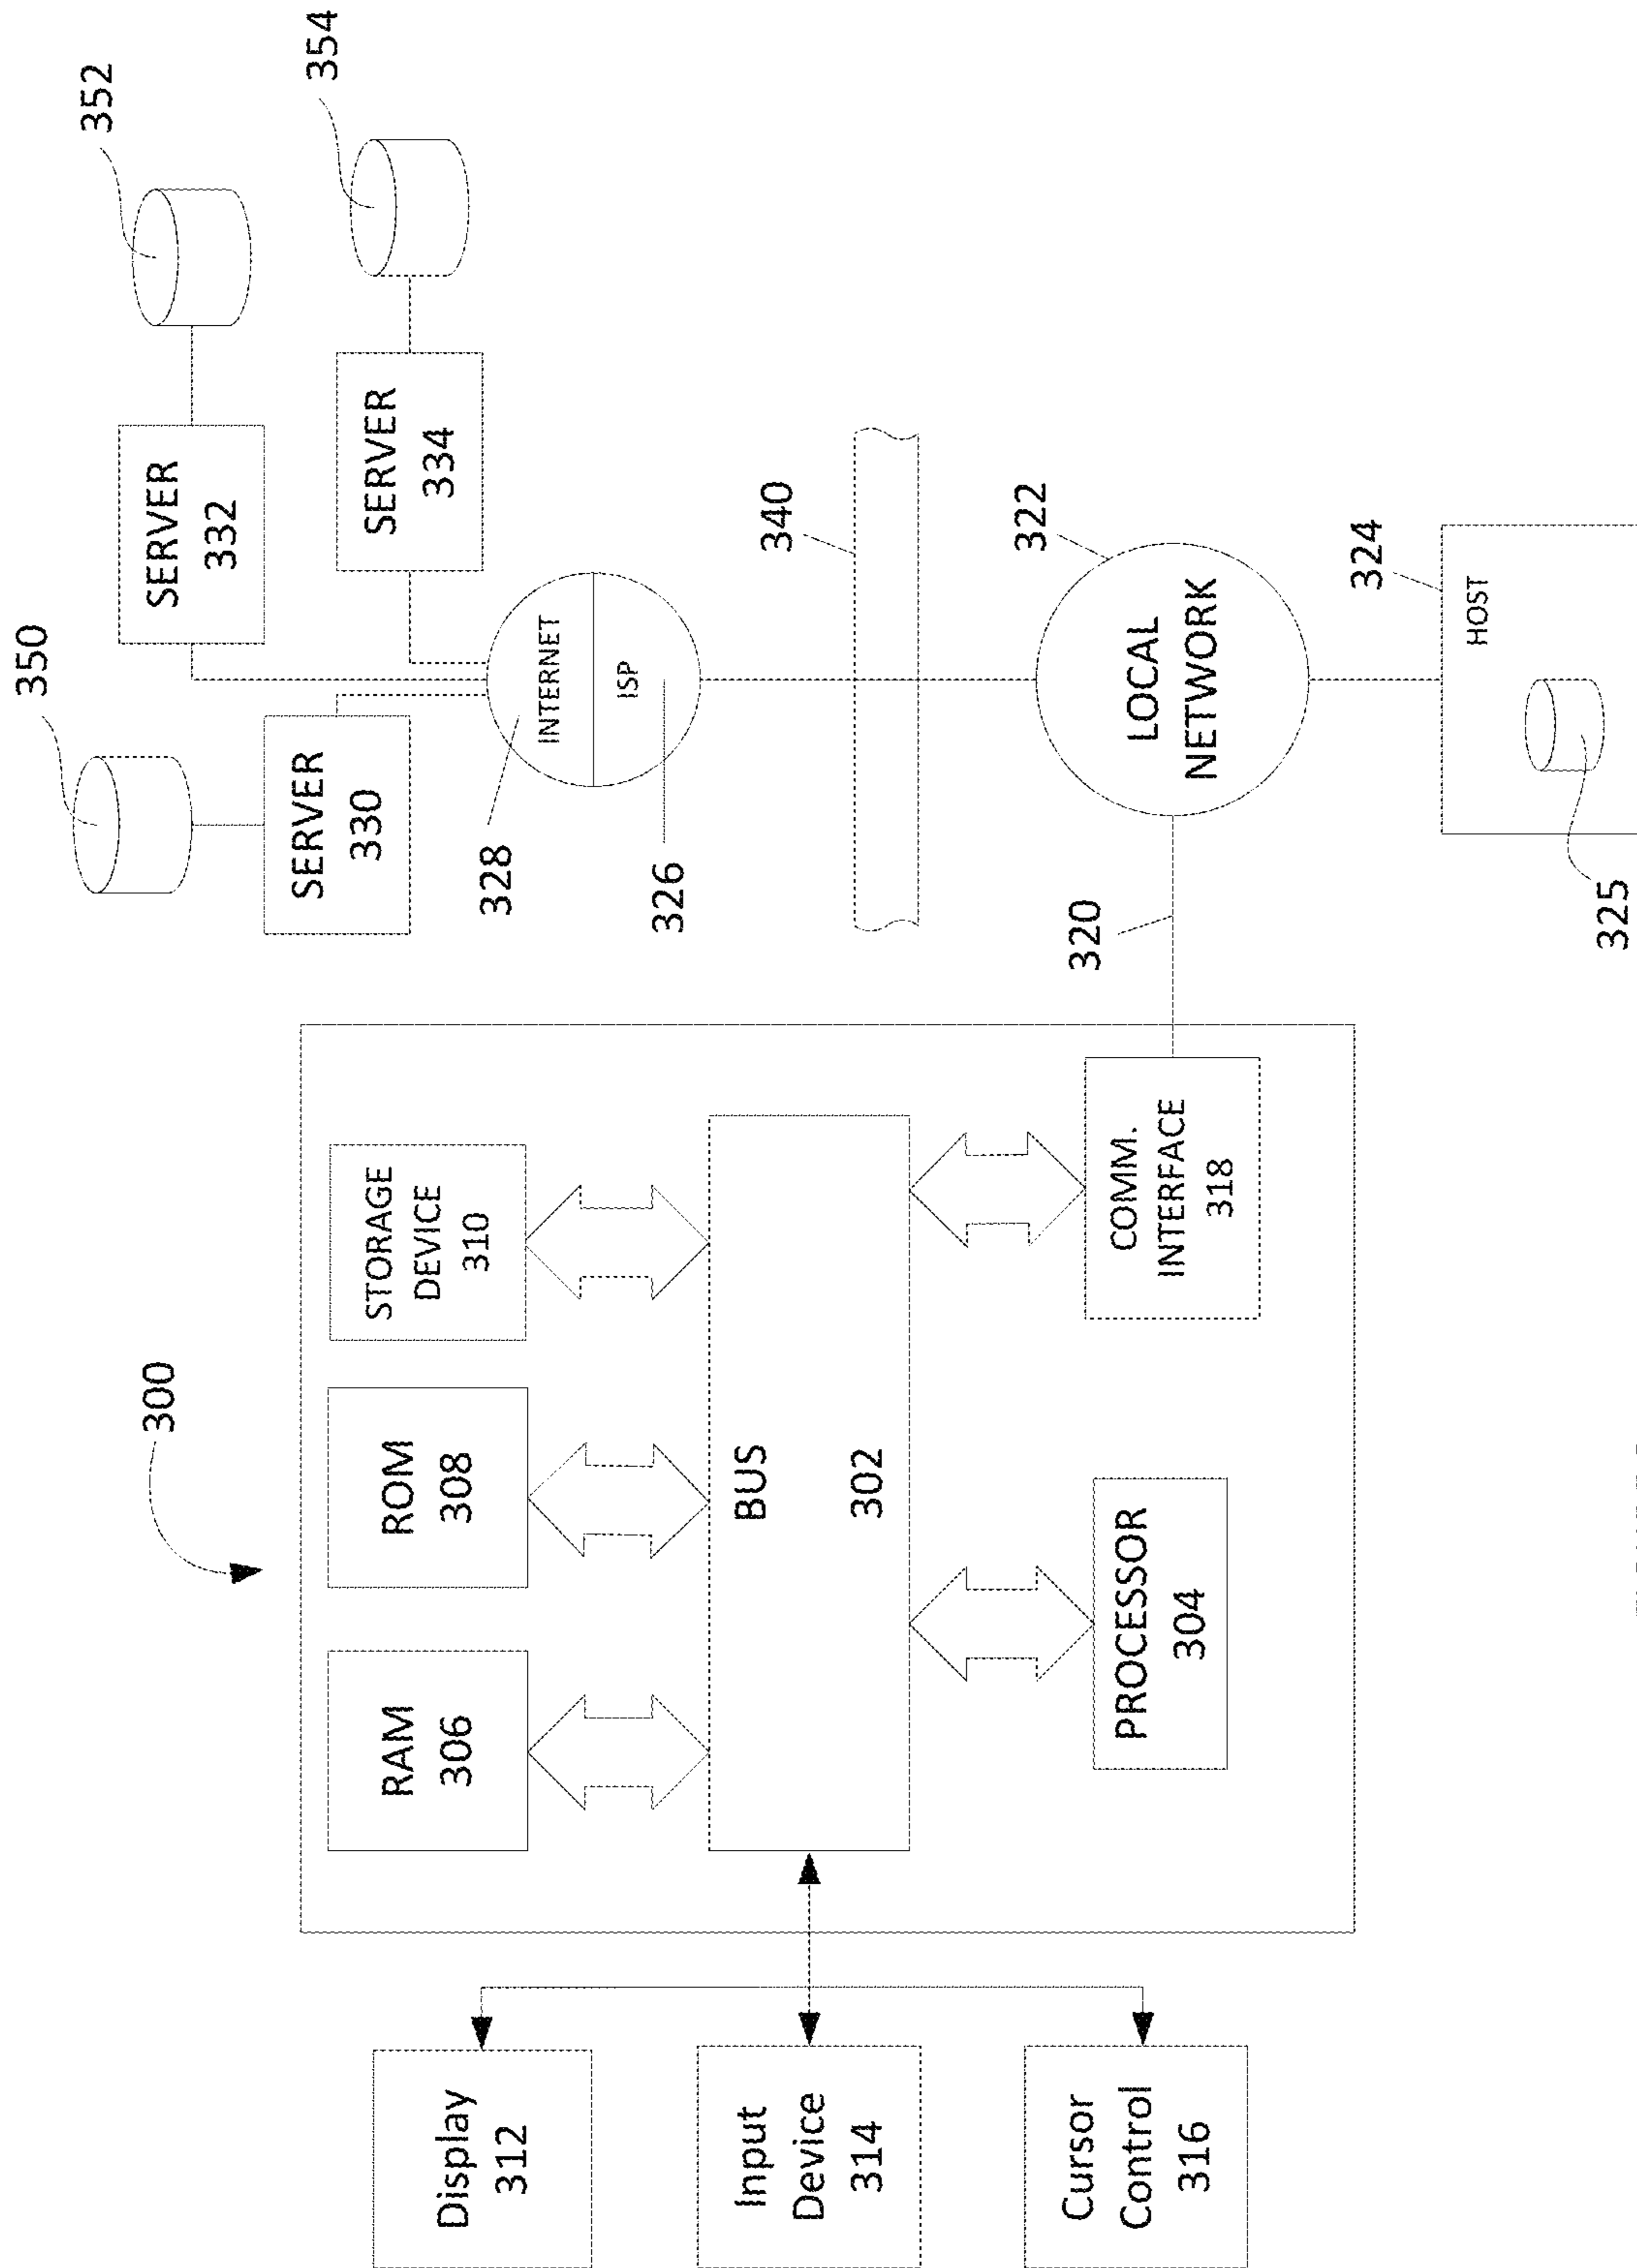 300
Display
312
Input
Device
314
Cursor
Control
316
RAM
306
ROM
308
STORAGE
DEVICE
310
BUS
302
PROCESSOR
304
COMM.
INTERFACE
318
350
352
354
SERVER
330
SERVER
332
SERVER
334
328
INTERNET
ISP
326
340
320
LOCAL
NETWORK
322
324
HOST
325